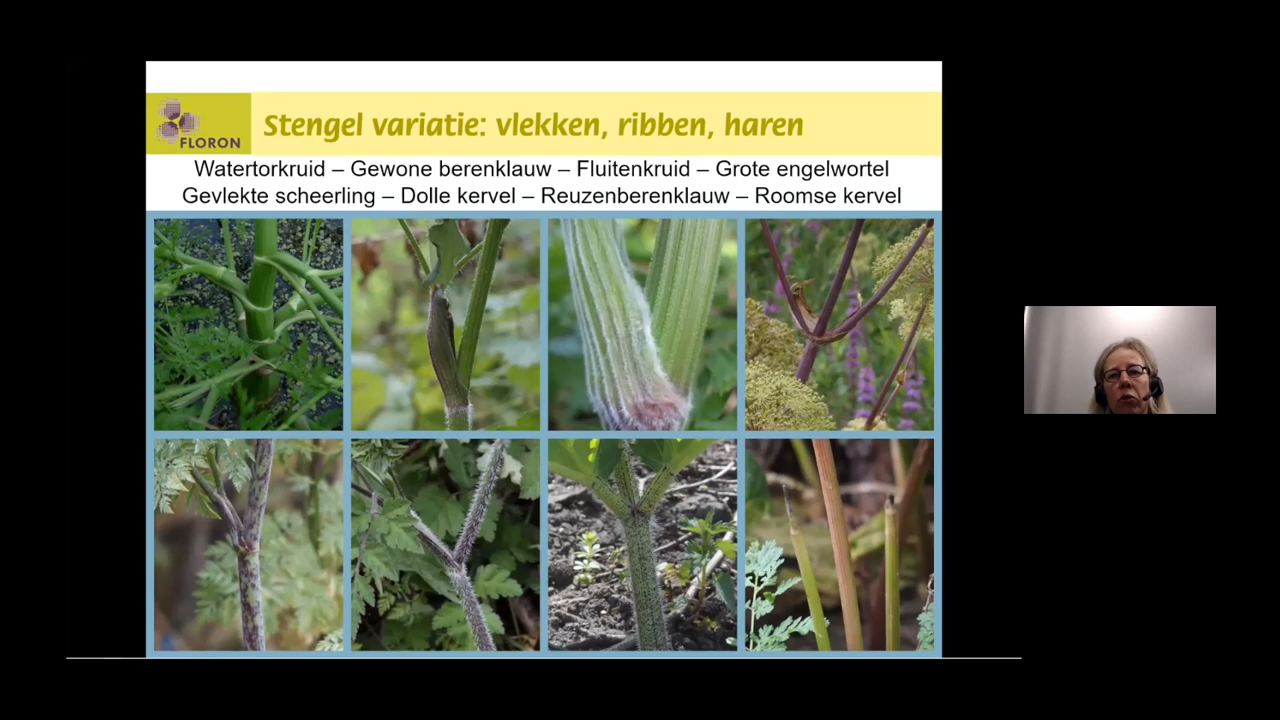 FLORON
Stengel variatie: vlekken, ribben, haren
Watertorkruid – Gewone berenklauw – Fluitenkruid – Grote engelwortel
Gevlekte scheerling – Dolle kervel – Reuzenberenklauw – Roomse kervel